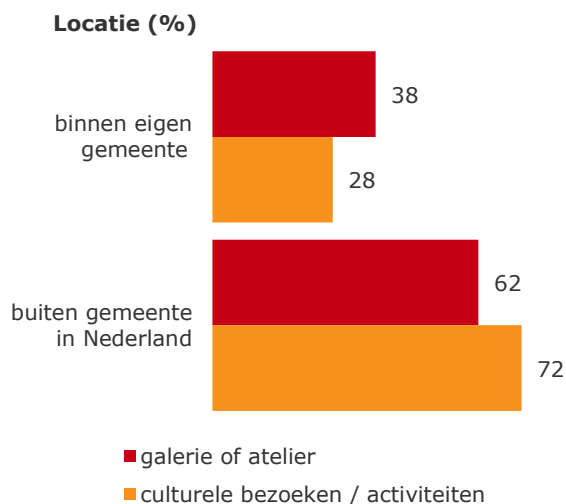 Locatie (%)
38
binnen eigen
gemeente
28
62
buiten gemeente
in Nederland
72
galerie of atelier
culturele bezoeken / activiteiten